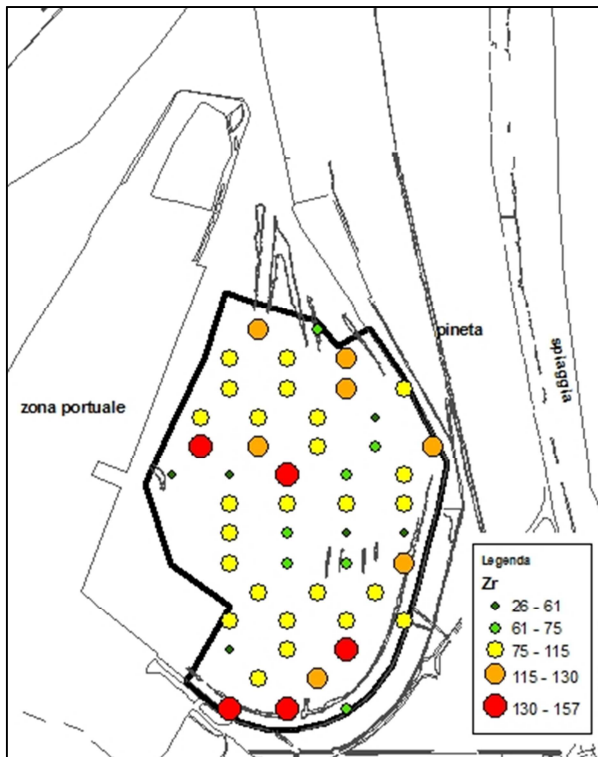 pineta
spiaggia
zona portuale
Legenda
Zr
26 - 61
61 - 75
75 - 115
115 - 130
130 - 157